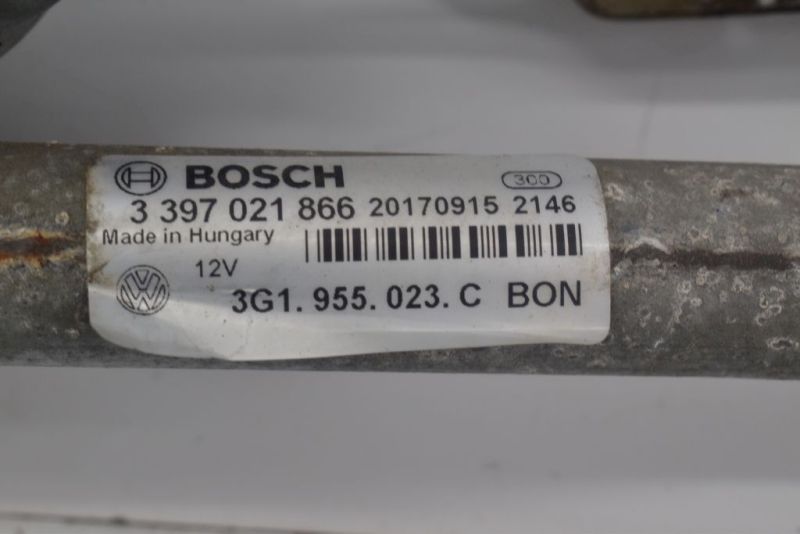 BOSCH 300
3 397 021 866 20170915 2146
Made in Hungary
12V
3G1. 955. 023. C BON